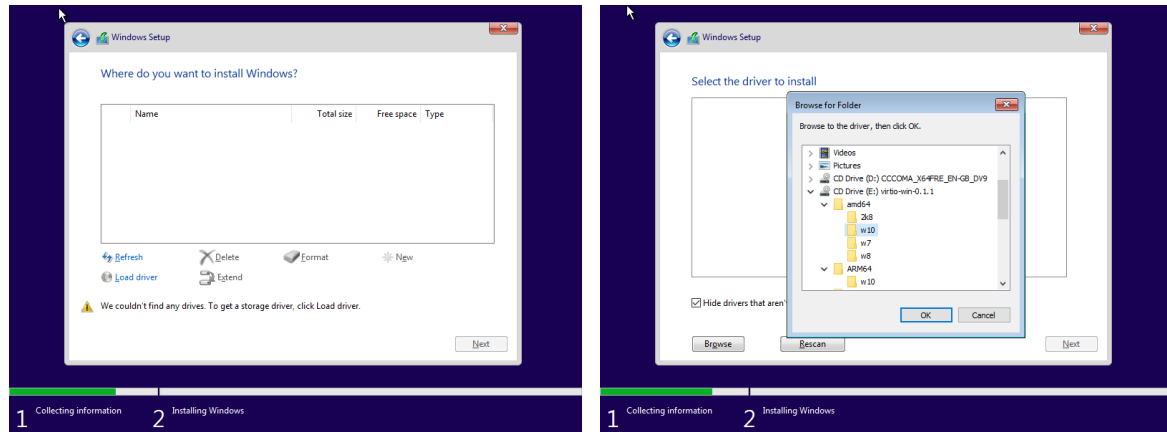 Windows Setup
Where do you want to install Windows?
Name Total size Free space Type
Refresh Delete Format New
Load driver Extend
We couldn't find any drives. To get a storage driver, click Load driver.
Next
1 Collecting information 2 Installing Windows
Windows Setup
Select the driver to install
Browse for Folder
Browse to the driver, then click OK.
Videos
Pictures
CD Drive (D:) CCCOMA_X64FRE_EN-GB_DV9
CD Drive (E:) virtio-win-0.1.1
amd64
2k8
w10
w7
w8
ARM64
w10
Hide drivers that aren'
OK Cancel
Browse Rescan Next
1 Collecting information 2 Installing Windows